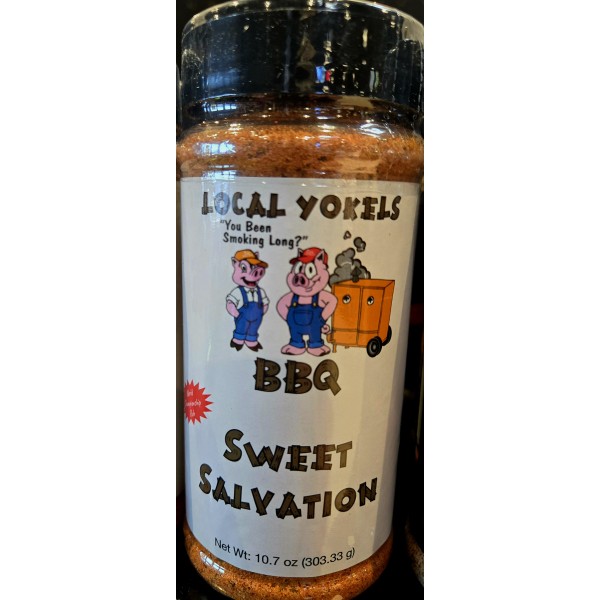 LOCAL YOKELS
"You Been
Smoking Long?"
BBQ
SWEET
SALVATION
Net Wt: 10.7 oz (303.33 g)